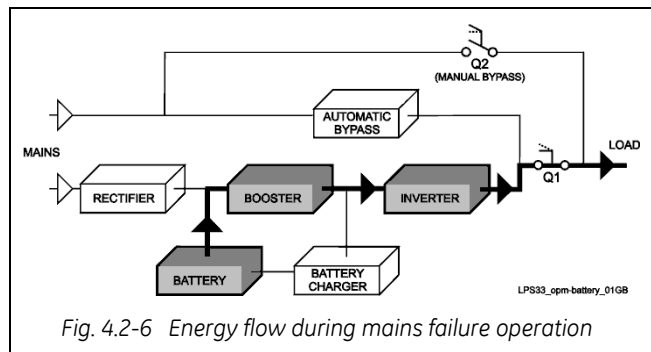 Q2
(MANUAL BYPASS)
AUTOMATIC
BYPASS
MAINS
LOAD
Q1
RECTIFIER
BOOSTER
INVERTER
BATTERY
BATTERY
CHARGER
LPS33_opm-battery_01GB
Fig. 4.2-6 Energy flow during mains failure operation